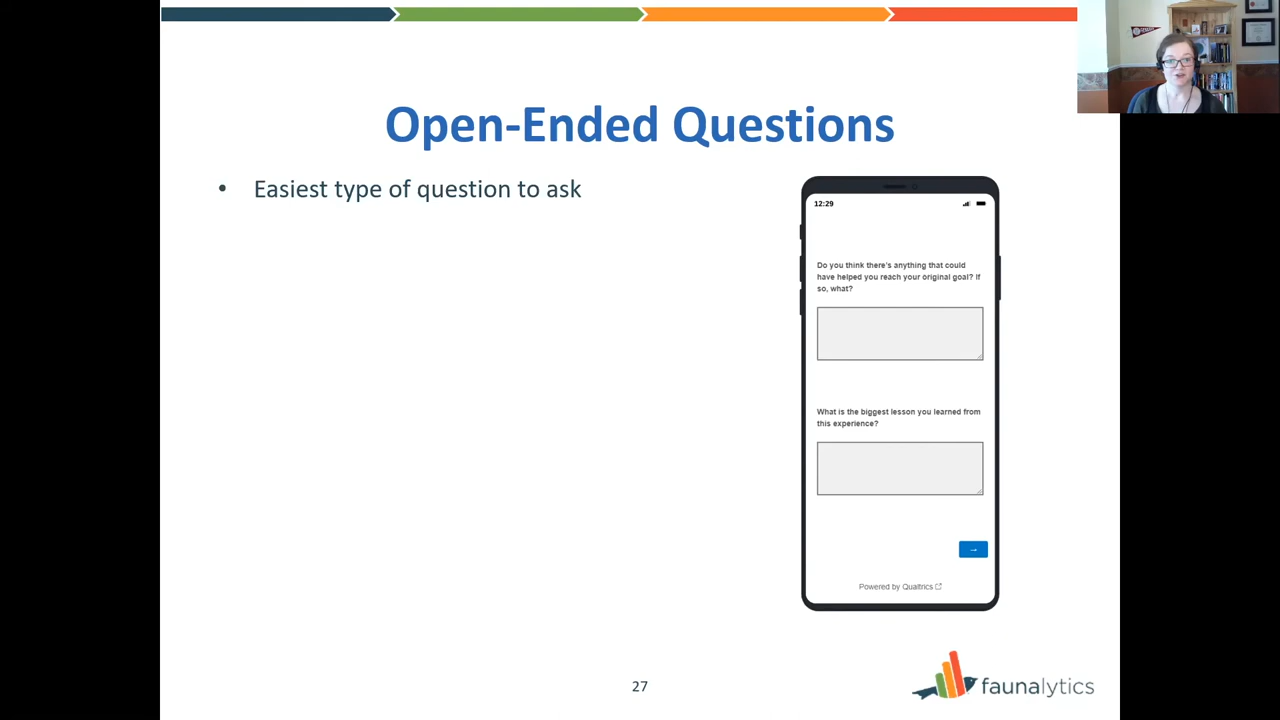 Open-Ended Questions
• Easiest type of question to ask
12:29
Do you think there's anything that could
have helped you reach your original goal? If
so, what?
What is the biggest lesson you learned from
this experience?
→
Powered by Qualtrics
27
faunalytics